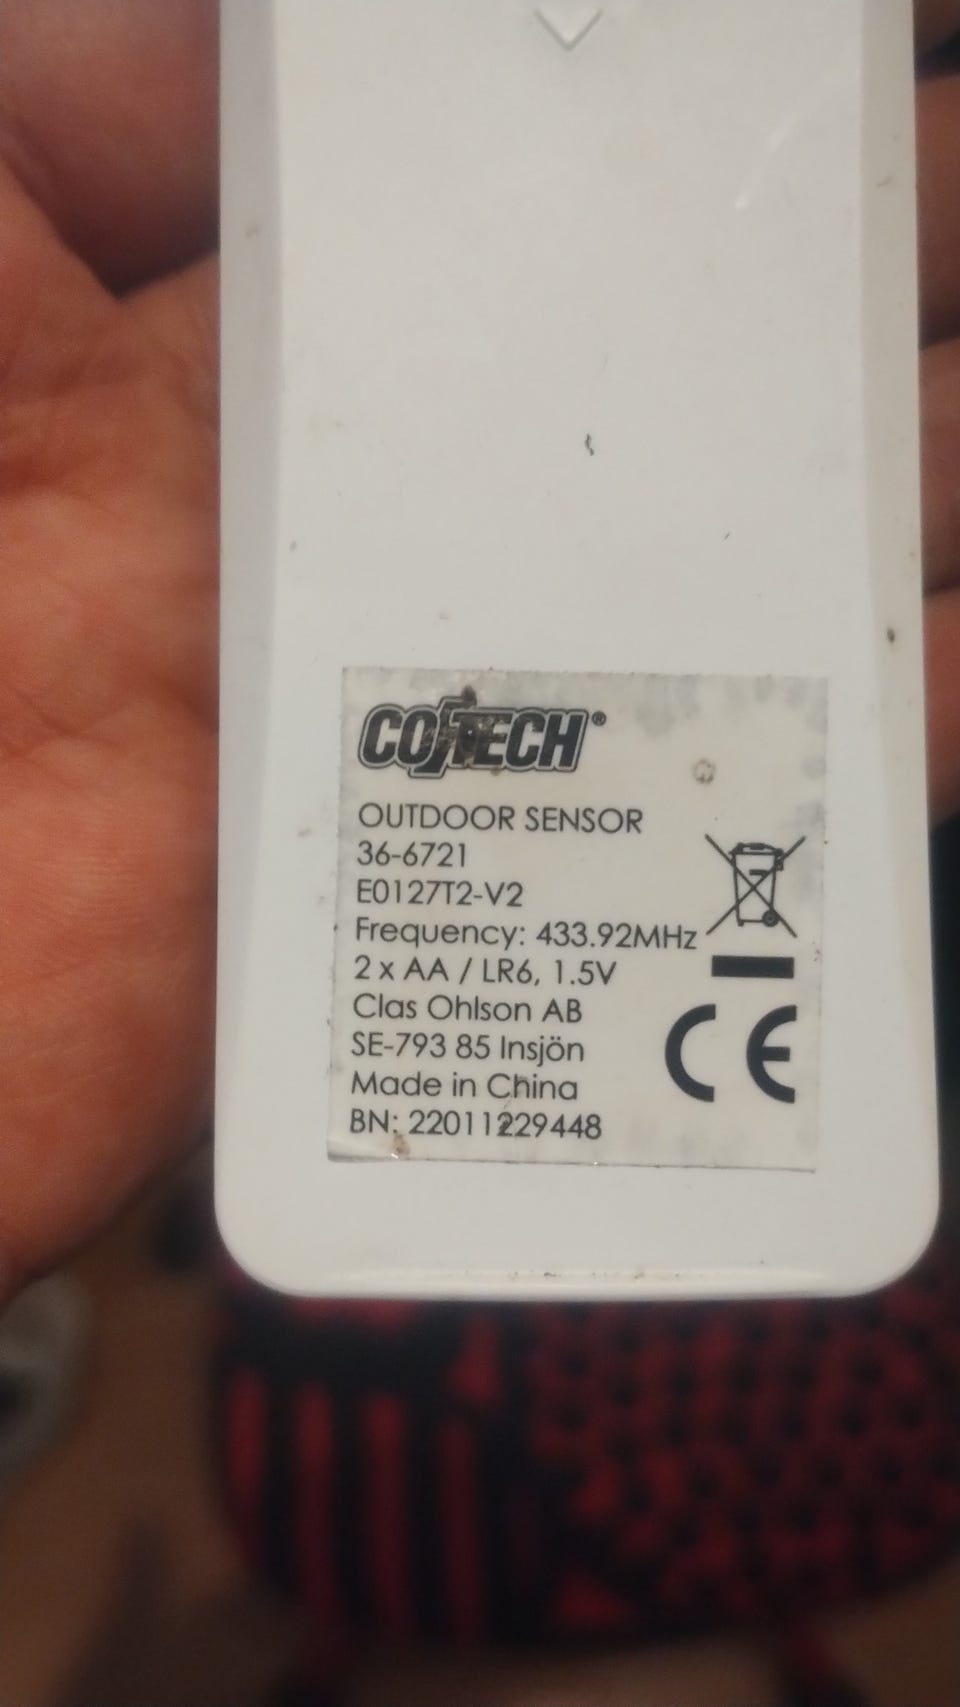 COTECH®
OUTDOOR SENSOR
36-6721
E0127T2-V2
Frequency: 433.92MHz
2 x AA / LR6, 1.5V
Clas Ohlson AB
SE-793 85 Insjön
Made in China
BN: 22011229448
CE